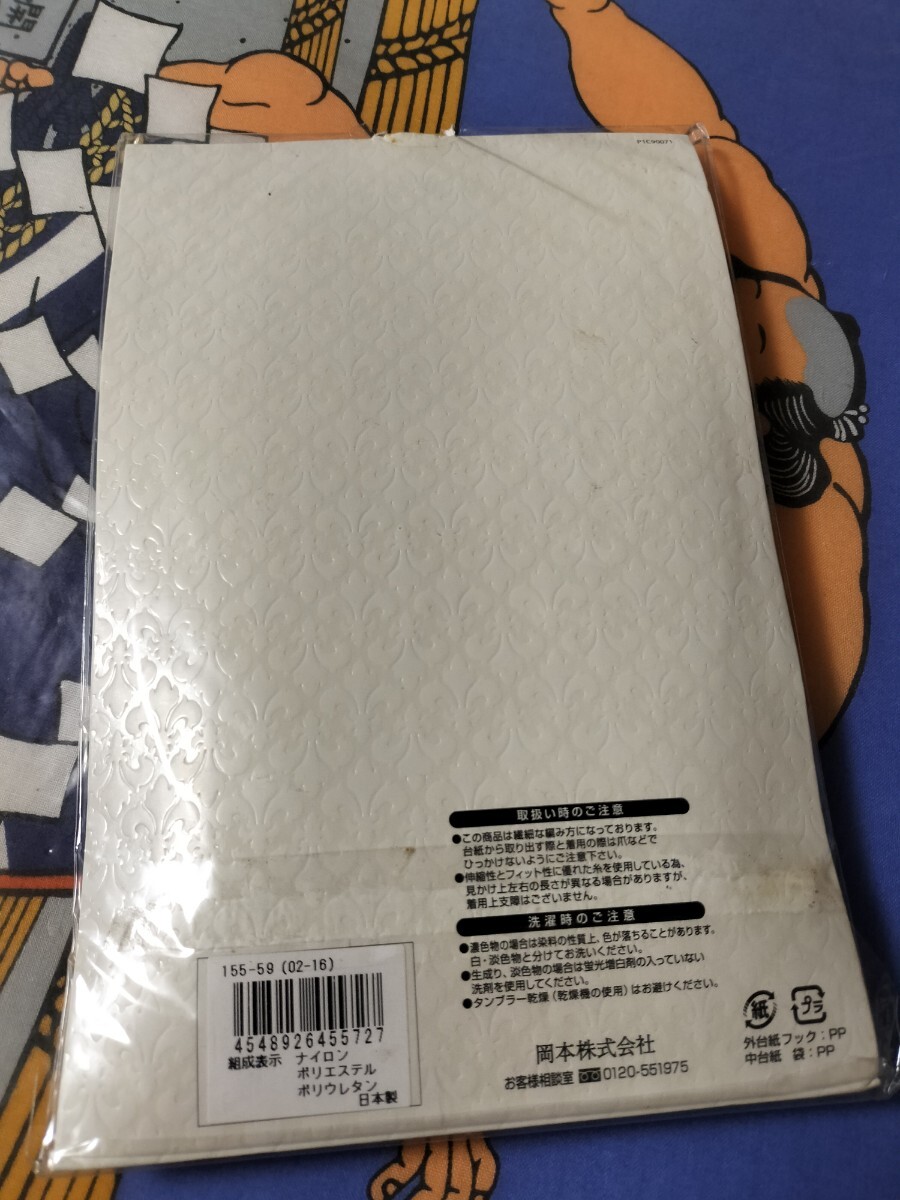 P1C90071
取扱い時のご注意
●この商品は繊細な編み方になっております。
台紙から取り出す際と着用の際は爪などで
ひっかけないようにご注意下さい。
●伸縮性とフィット性に優れた糸を使用している為、
見かけ上左右の長さが異なる場合がありますが、
着用上支障はございません。
洗濯時のご注意
●濃色物の場合は染料の性質上、色が落ちることがあります。
白・淡色物と分けてお洗いください。
●生成り、淡色物の場合は蛍光増白剤の入っていない
洗剤を使用してください。
●タンブラー乾燥(乾燥機の使用)はお避けください。
155-59 (02-16)
4548926455727
組成表示 ナイロン
ポリエステル
ポリウレタン
日本製
岡本株式会社
お客様相談室 0120-551975
紙 プラ
外台紙フック:PP
中台紙 袋:PP